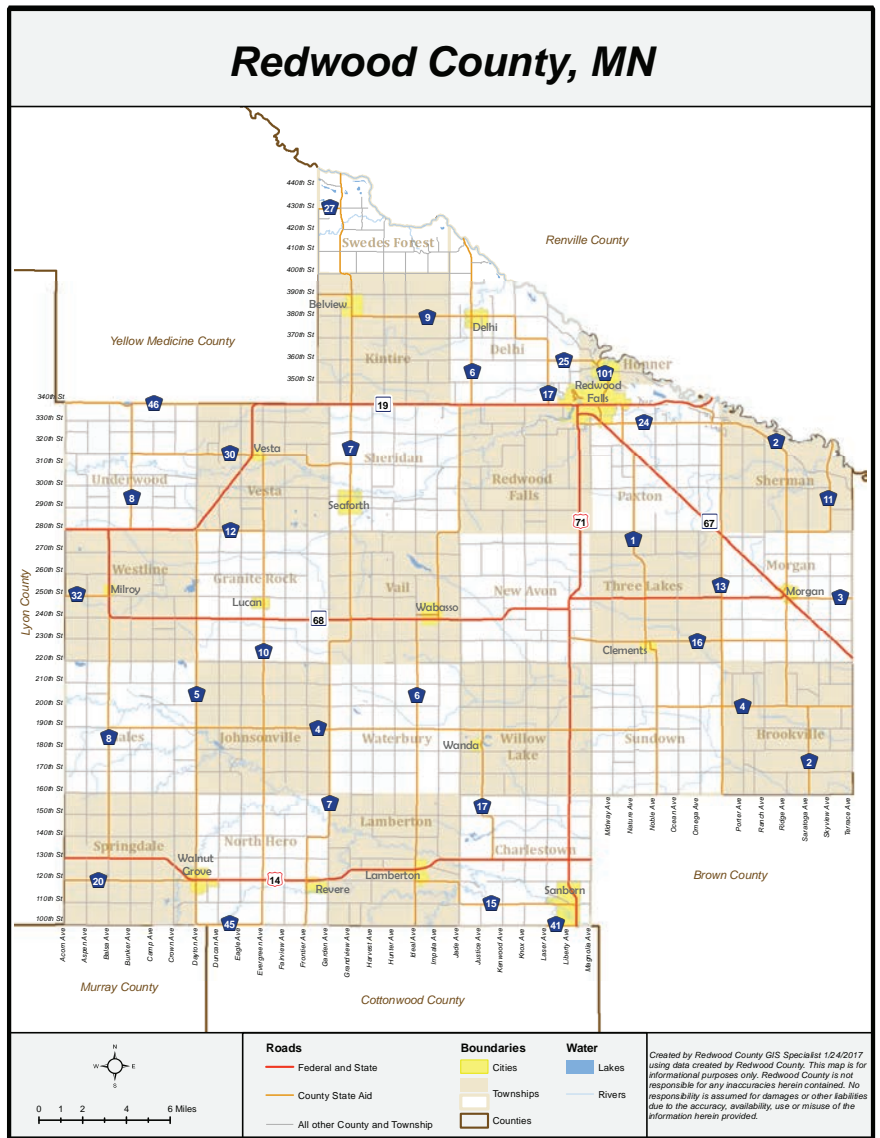 Redwood County, MN
440th St
430th St
27
420th St
410th St
Swedes Forest
Renville County
400th St
390th St
Belview
380th St
9
Delhi
370th St
Yellow Medicine County
Delhi
360th St
Kintire
25
Honner
6
101
350th St
Redwood
Falls
17
340th St
46
19
330th St
24
320th St
2
30
Vesta
7
310th St
Sheridan
Underwood
Redwood
Falls
Sherman
300th St
Vesta
8
Paxton
11
290th St
Seaforth
280th St
12
71
67
1
270th St
Westline
Morgan
260th St
Granite Rock
Vail
Three Lakes
13
32
Milroy
New Avon
Morgan
3
250th St
Lucan
Wabasso
240th St
68
Lyon County
230th St
10
Clements
16
220th St
210th St
5
6
200th St
4
190th St
8
ales
Johnsonville
4
Waterbury
Wanda
Willow
Lake
Sundown
Brookville
180th St
2
170th St
160th St
7
17
150th St
Midway Ave
Nature Ave
Noble Ave
Ocean Ave
Omega Ave
Porter Ave
Ranch Ave
Ridge Ave
Saratoga Ave
Skyview Ave
Terrace Ave
140th St
Lamberton
Springdale
North Hero
Charlestown
130th St
Walnut
Grove
120th St
20
14
Revere
Lamberton
Brown County
Sanborn
110th St
15
100th St
45
41
Acorn Ave
Aspen Ave
Balsa Ave
Bunker Ave
Camp Ave
Crown Ave
Dayton Ave
Duncan Ave
Eagle Ave
Evergreen Ave
Fairview Ave
Frontier Ave
Garden Ave
Grandview Ave
Harvest Ave
Hunter Ave
Ideal Ave
Impala Ave
Jade Ave
Justice Ave
Kenwood Ave
Knox Ave
Laser Ave
Liberty Ave
Magnolia Ave
Murray County
Cottonwood County
N
W
E
S
0 1 2 4 6 Miles
Roads
Federal and State
County State Aid
All other County and Township
Boundaries
Cities
Townships
Counties
Water
Lakes
Rivers
Created by Redwood County GIS Specialist 1/24/2017
using data created by Redwood County. This map is for
informational purposes only. Redwood County is not
responsible for any inaccuracies herein contained. No
responsibility is assumed for damages or other liabilities
due to the accuracy, availability, use or misuse of the
information herein provided.